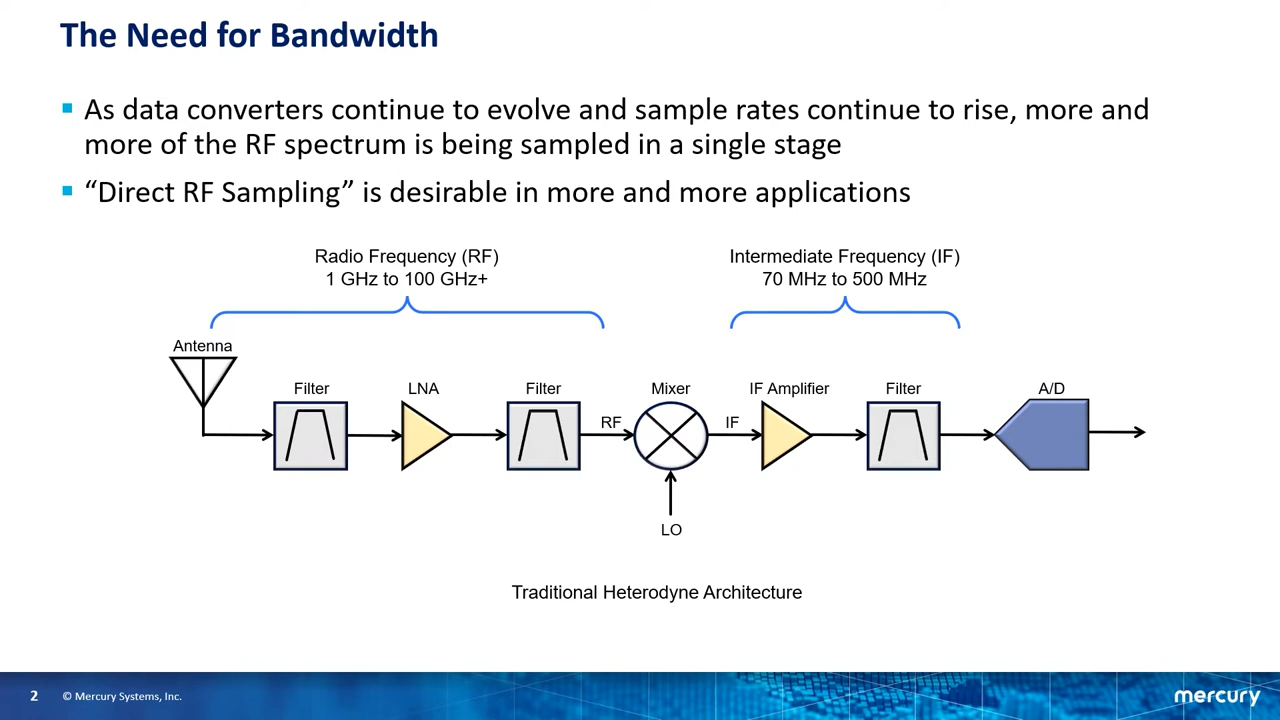 The Need for Bandwidth
As data converters continue to evolve and sample rates continue to rise, more and
more of the RF spectrum is being sampled in a single stage
“Direct RF Sampling” is desirable in more and more applications
Radio Frequency (RF)
1 GHz to 100 GHz+
Intermediate Frequency (IF)
70 MHz to 500 MHz
Antenna
Filter
LNA
Filter
Mixer
IF Amplifier
Filter
A/D
RF
IF
LO
Traditional Heterodyne Architecture
2
© Mercury Systems, Inc.
mercury